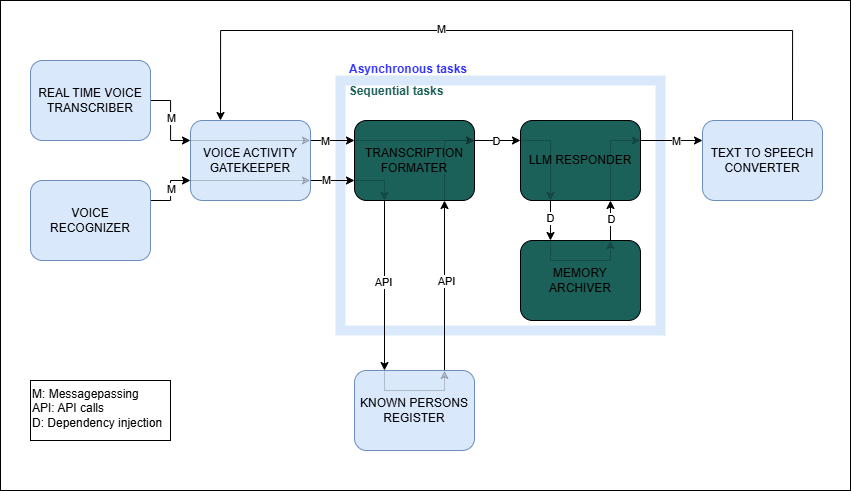 M
Asynchronous tasks
Sequential tasks
REAL TIME VOICE
TRANSCRIBER
M
VOICE ACTIVITY
GATEKEEPER
M
M
TRANSCRIPTION
FORMATER
D
LLM RESPONDER
M
TEXT TO SPEECH
CONVERTER
M
VOICE
RECOGNIZER
D
D
MEMORY
ARCHIVER
API
API
KNOWN PERSONS
REGISTER
M: Messagepassing
API: API calls
D: Dependency injection